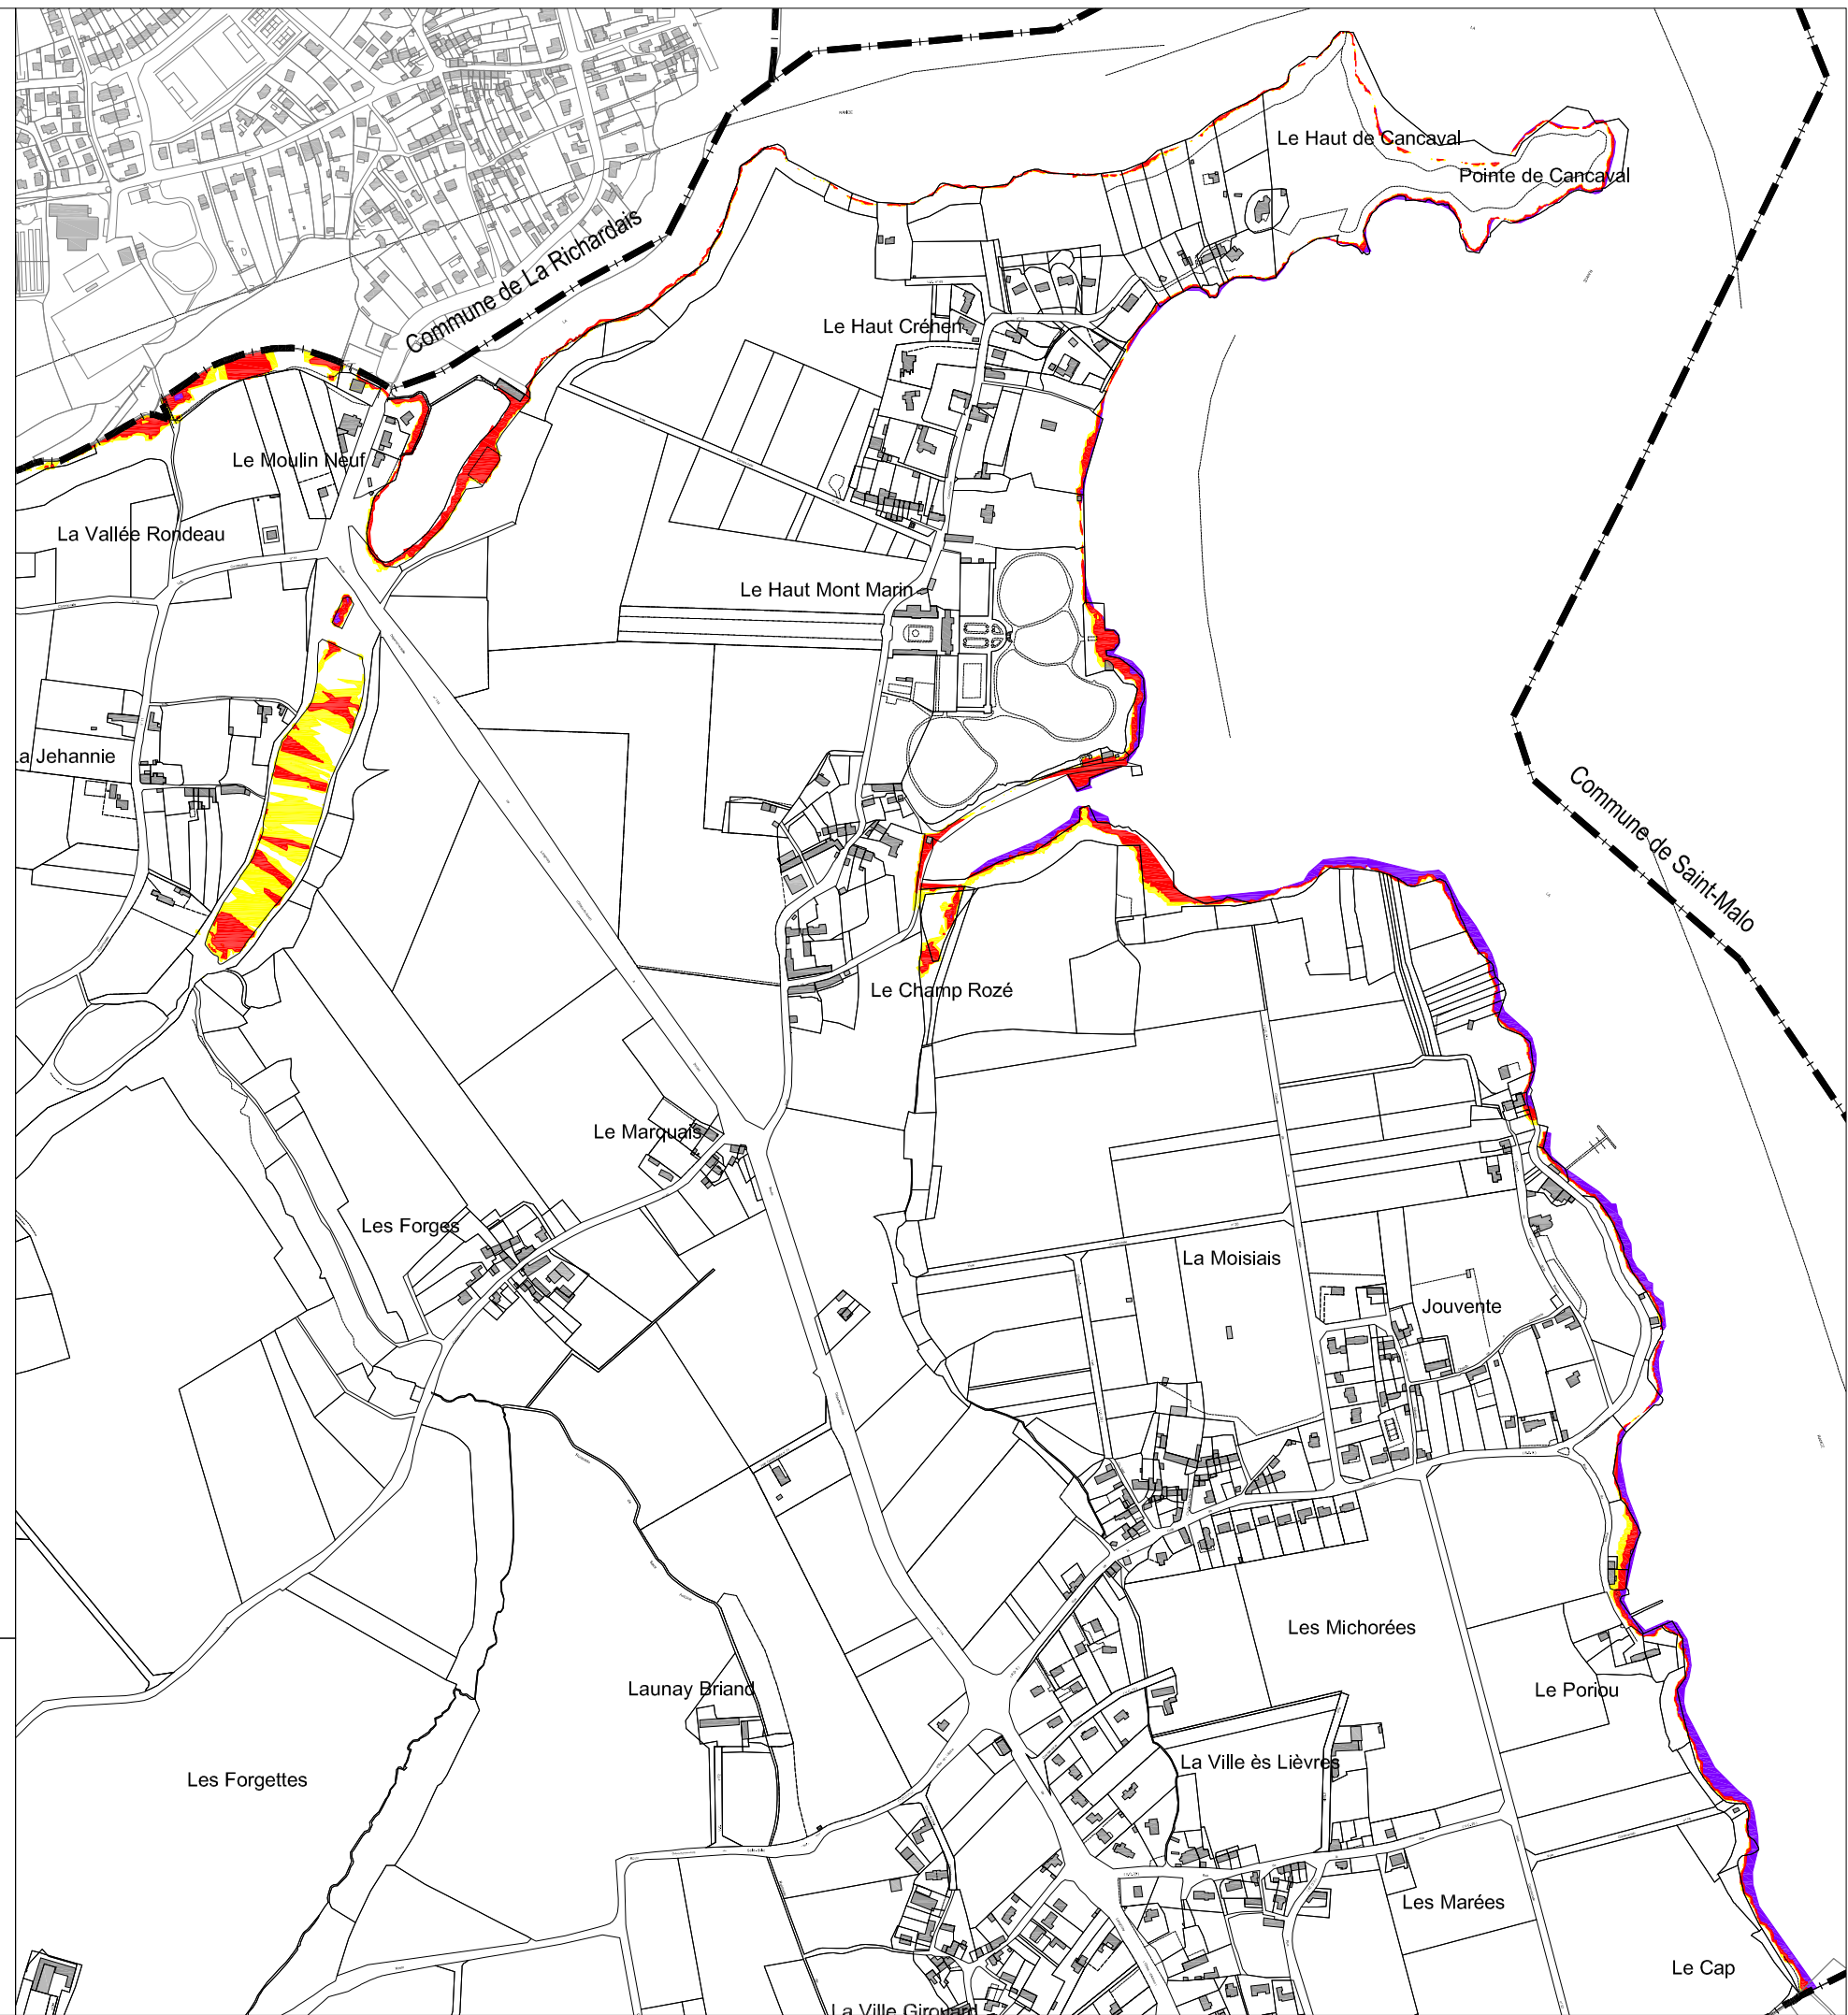 Le Haut de Cancaval
Pointe de Cancaval
Commune de La Richardais
Le Haut Créhen
Le Moulin Neuf
La Vallée Rondeau
Le Haut Mont Marin
a Jehannie
Commune de Saint-Malo
Le Champ Rozé
Le Marquais
Les Forges
La Moisiais
Jouvente
Les Michorées
Launay Briand
Le Poriou
La Ville ès Lièvres
Les Forgettes
Les Marées
Le Cap
La Ville Girouard